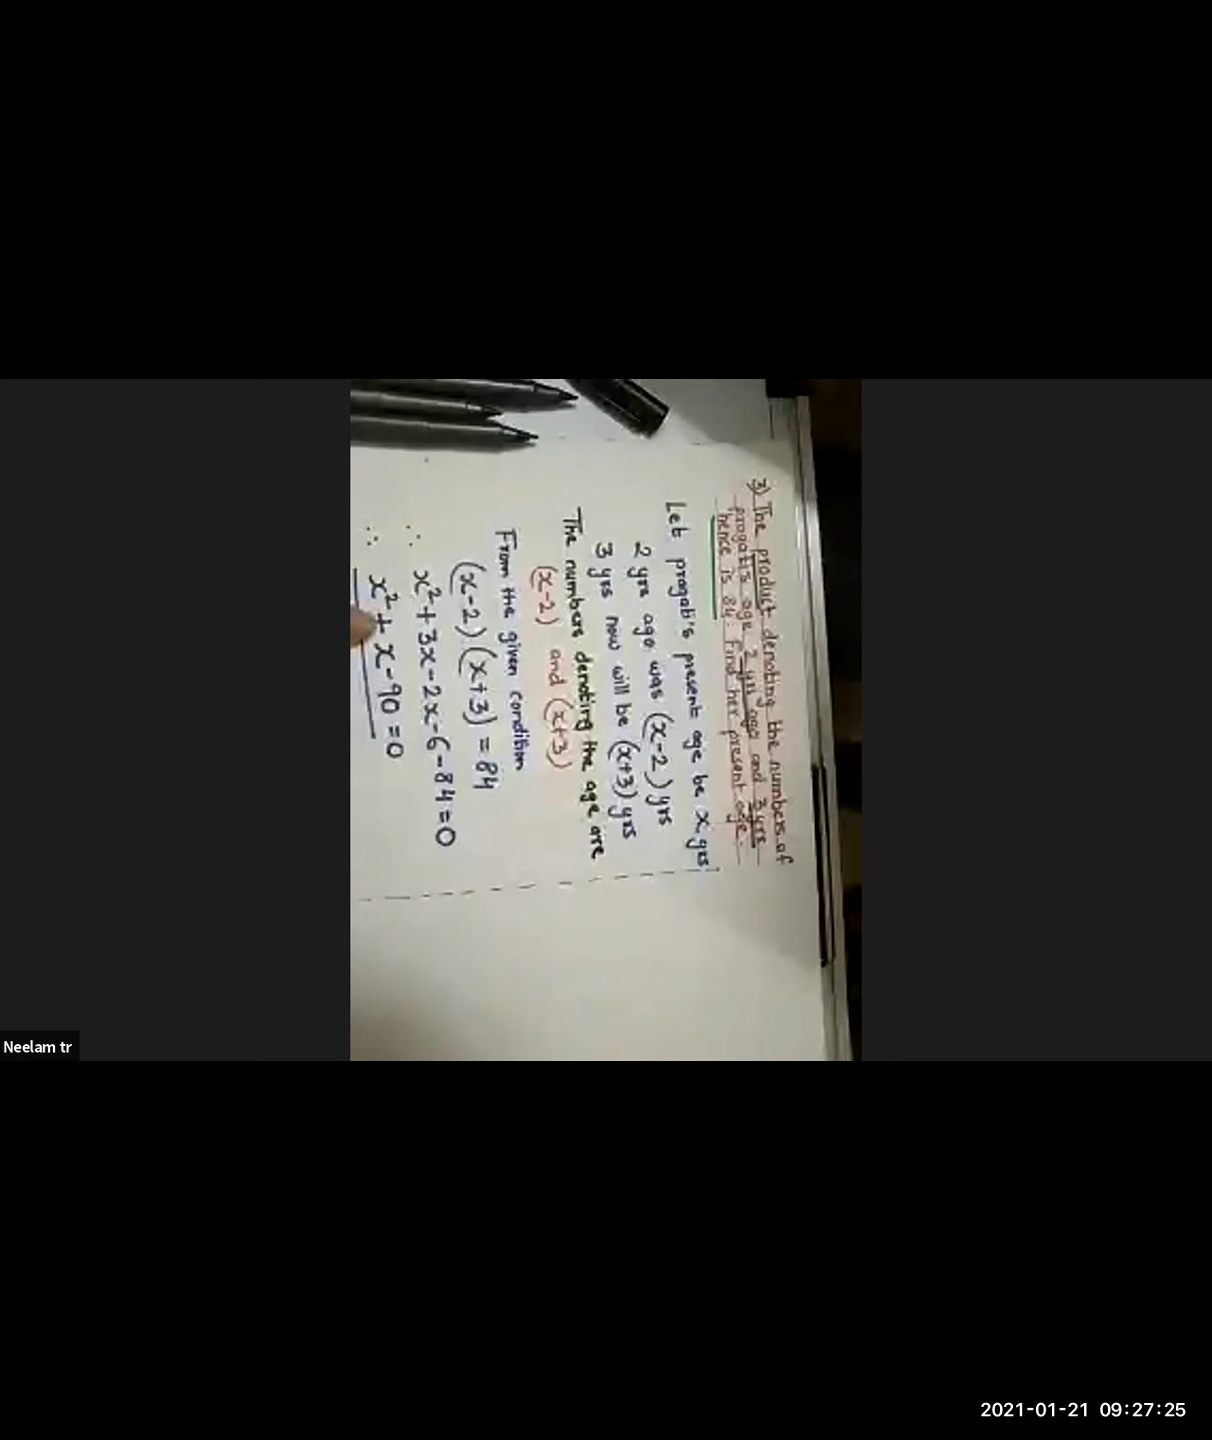 3) The product denoting the numbers of
progati's age 2 yrs ago and 3 yrs
hence is 84. Find her present age.
Let progati's present age be x yrs
2 yrs ago was (x-2) yrs
3 yrs now will be (x+3) yrs
The numbers denoting the age are
(x-2) and (x+3)
From the given condition
(x-2) (x+3) = 84
∴ x²+3x-2x-6-84=0
∴ x²+x-90=0
Neelam tr
2021-01-21 09:27:25